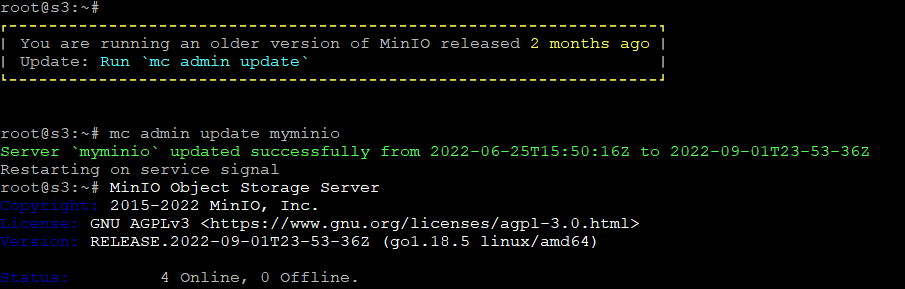 root@s3:~#
You are running an older version of MinIO released 2 months ago
Update: Run `mc admin update`
root@s3:~# mc admin update myminio
Server `myminio` updated successfully from 2022-06-25T15:50:16Z to 2022-09-01T23-53-36Z
Restarting on service signal
root@s3:~# MinIO Object Storage Server
Copyright: 2015-2022 MinIO, Inc.
License: GNU AGPLv3 <https://www.gnu.org/licenses/agpl-3.0.html>
Version: RELEASE.2022-09-01T23-53-36Z (go1.18.5 linux/amd64)
Status: 4 Online, 0 Offline.